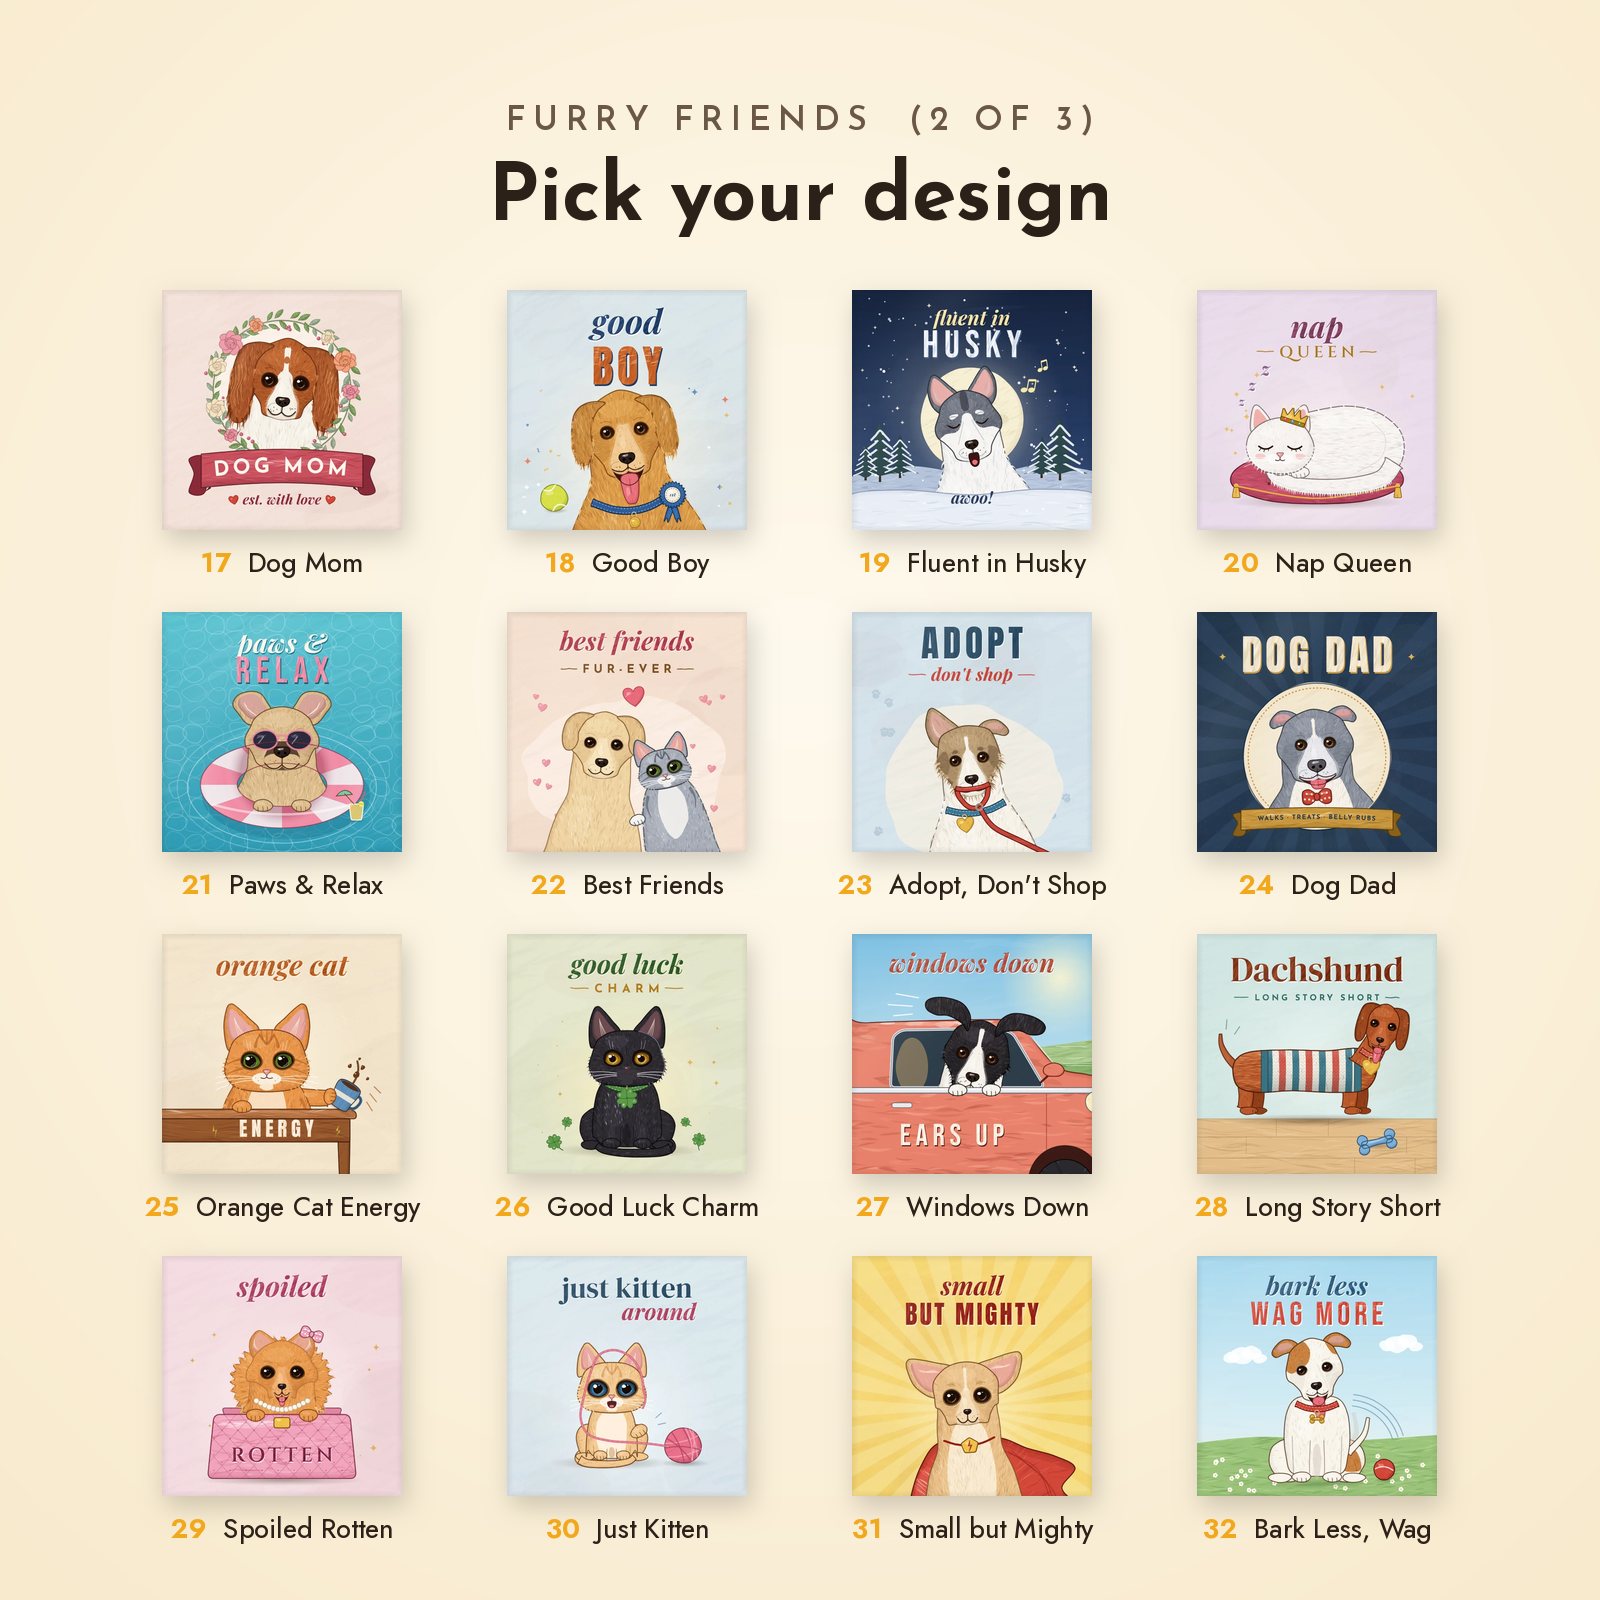 FURRY FRIENDS (2 OF 3)
Pick your design
DOG MOM
est. with love
17 Dog Mom
good
BOY
18 Good Boy
fluent in
HUSKY
awoo!
19 Fluent in Husky
nap
QUEEN
z
z
z
20 Nap Queen
paws &
RELAX
21 Paws & Relax
best friends
FUR·EVER
22 Best Friends
ADOPT
don't shop
23 Adopt, Don't Shop
DOG DAD
WALKS · TREATS · BELLY RUBS
24 Dog Dad
orange cat
ENERGY
25 Orange Cat Energy
good luck
CHARM
26 Good Luck Charm
windows down
EARS UP
27 Windows Down
Dachshund
LONG STORY SHORT
28 Long Story Short
spoiled
ROTTEN
29 Spoiled Rotten
just kitten
around
30 Just Kitten
small
BUT MIGHTY
31 Small but Mighty
bark less
WAG MORE
32 Bark Less, Wag